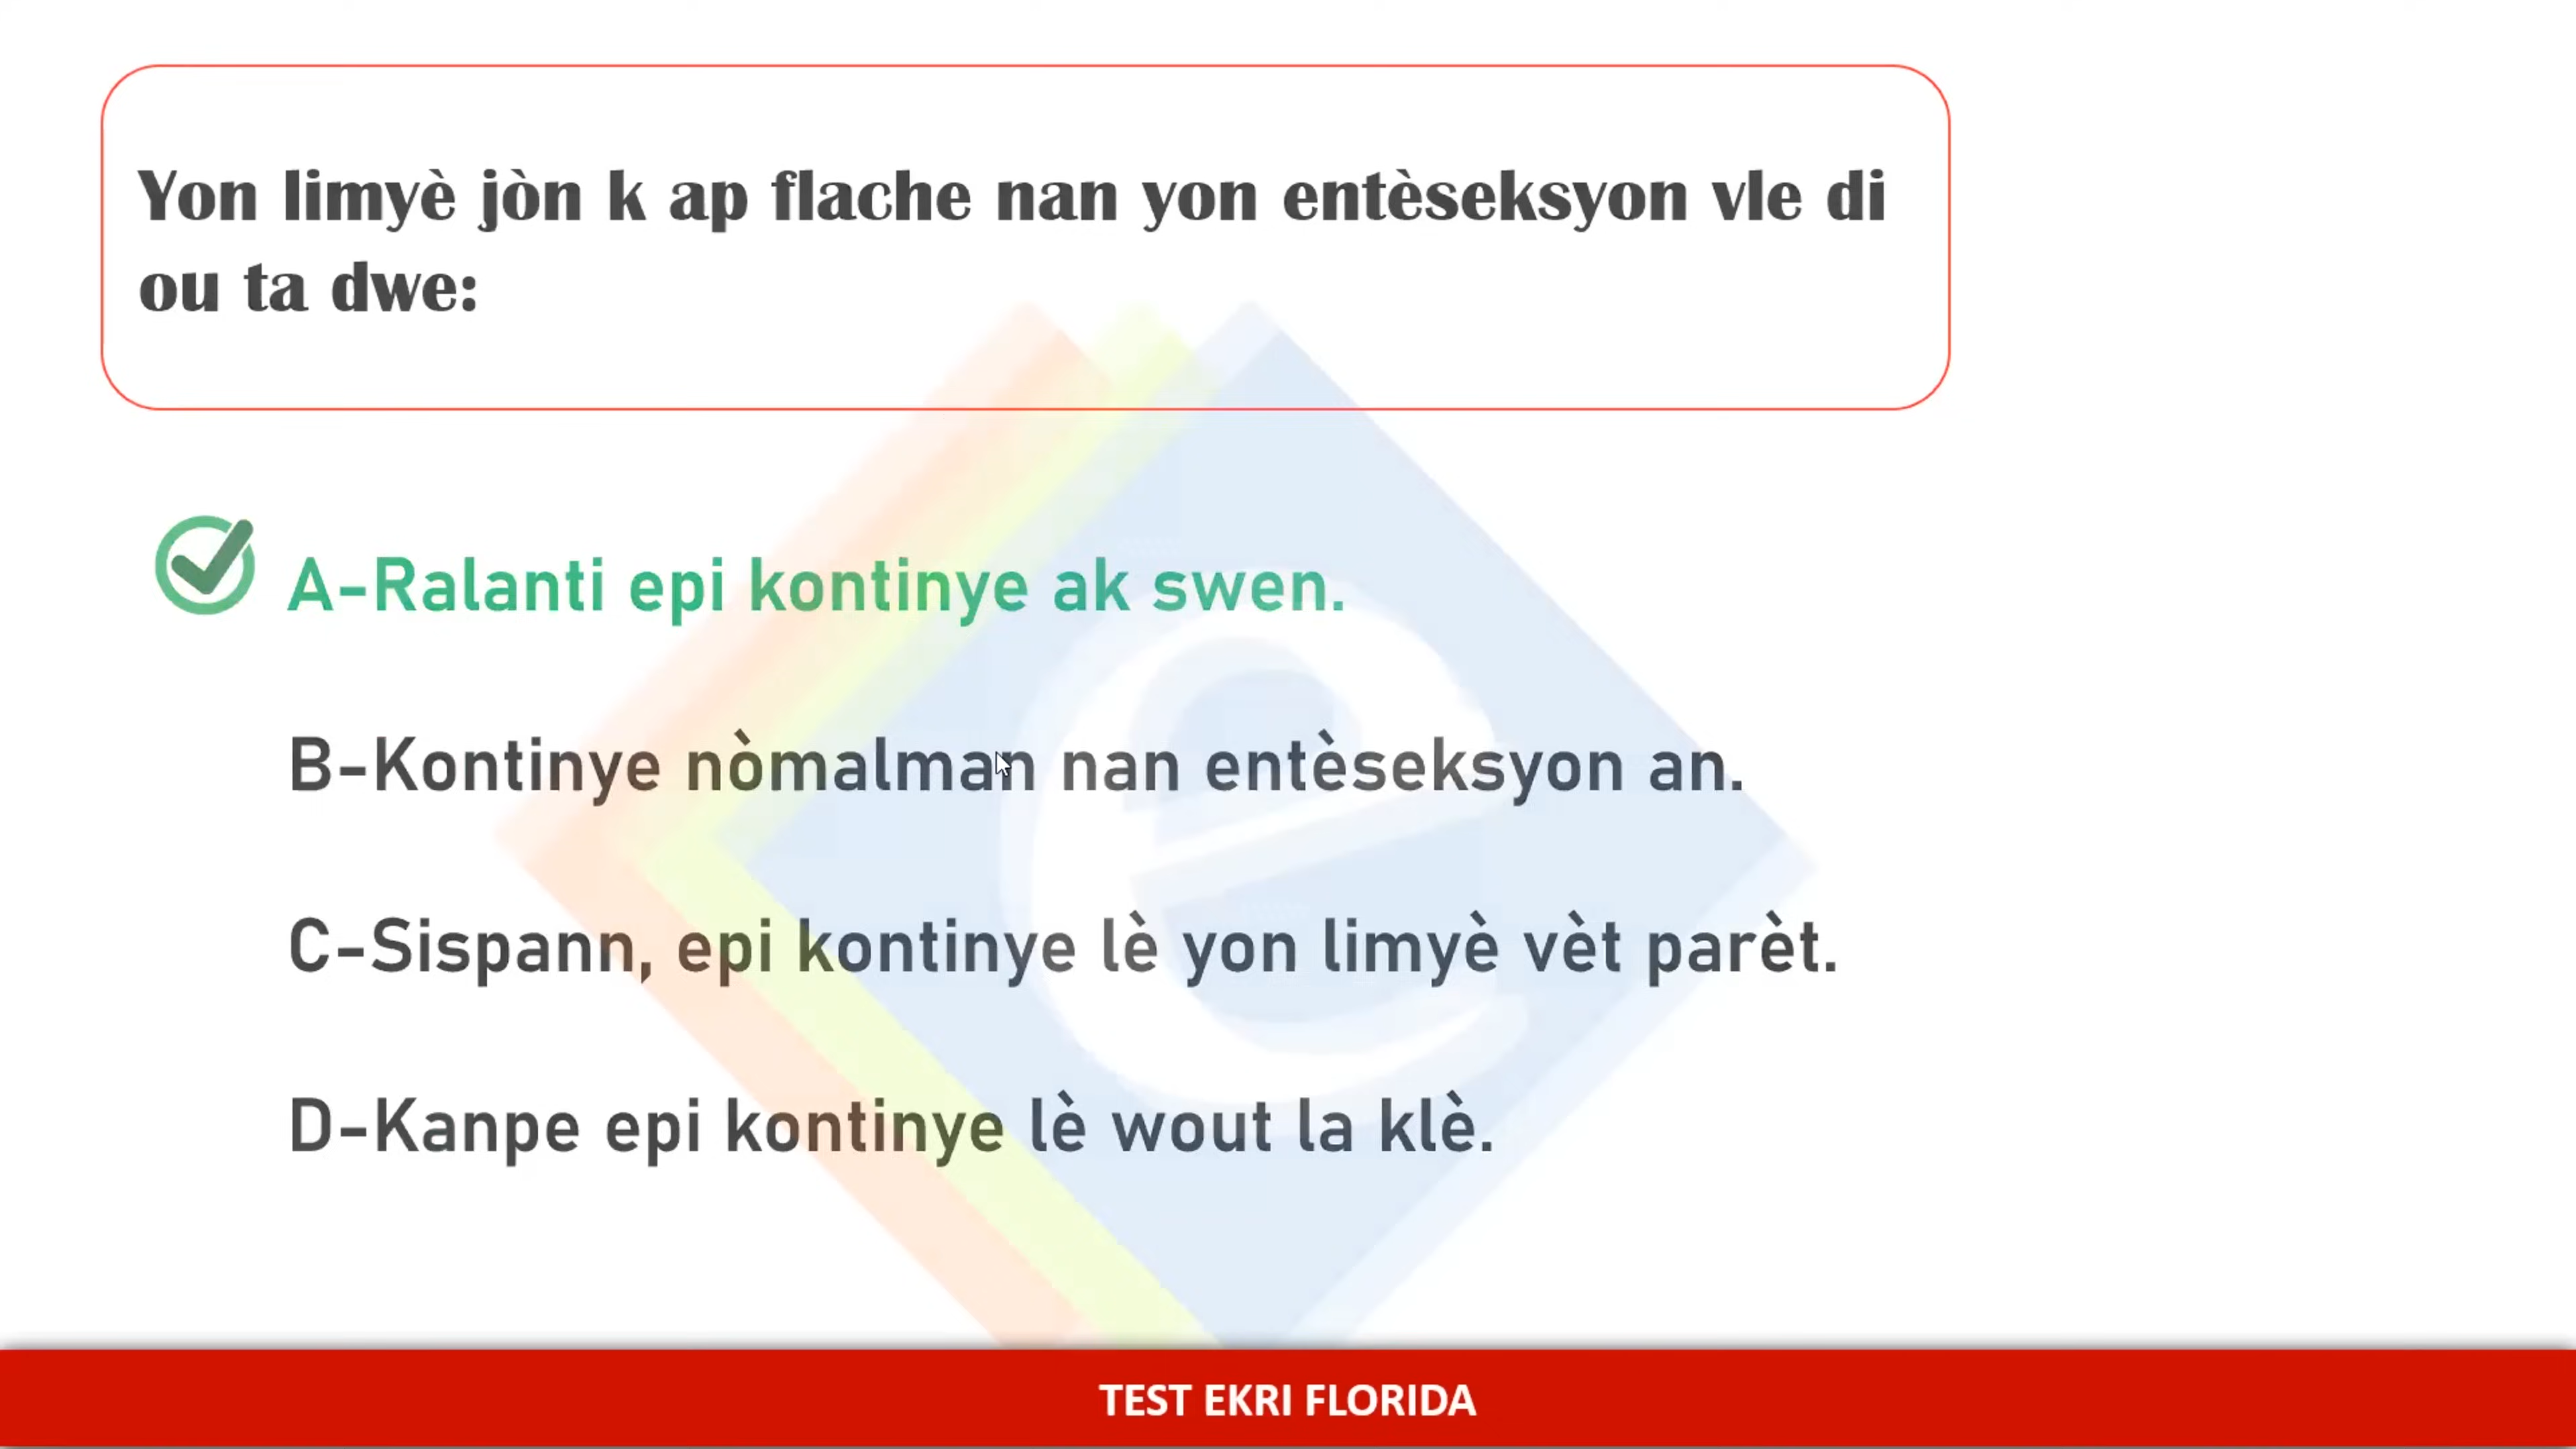 Yon limyè jòn k ap flache nan yon entèseksyon vle di
ou ta dwe:
A-Ralanti epi kontinye ak swen.
B-Kontinye nòmalman nan entèseksyon an.
C-Sispann, epi kontinye lè yon limyè vèt parèt.
D-Kanpe epi kontinye lè wout la klè.
TEST EKRI FLORIDA